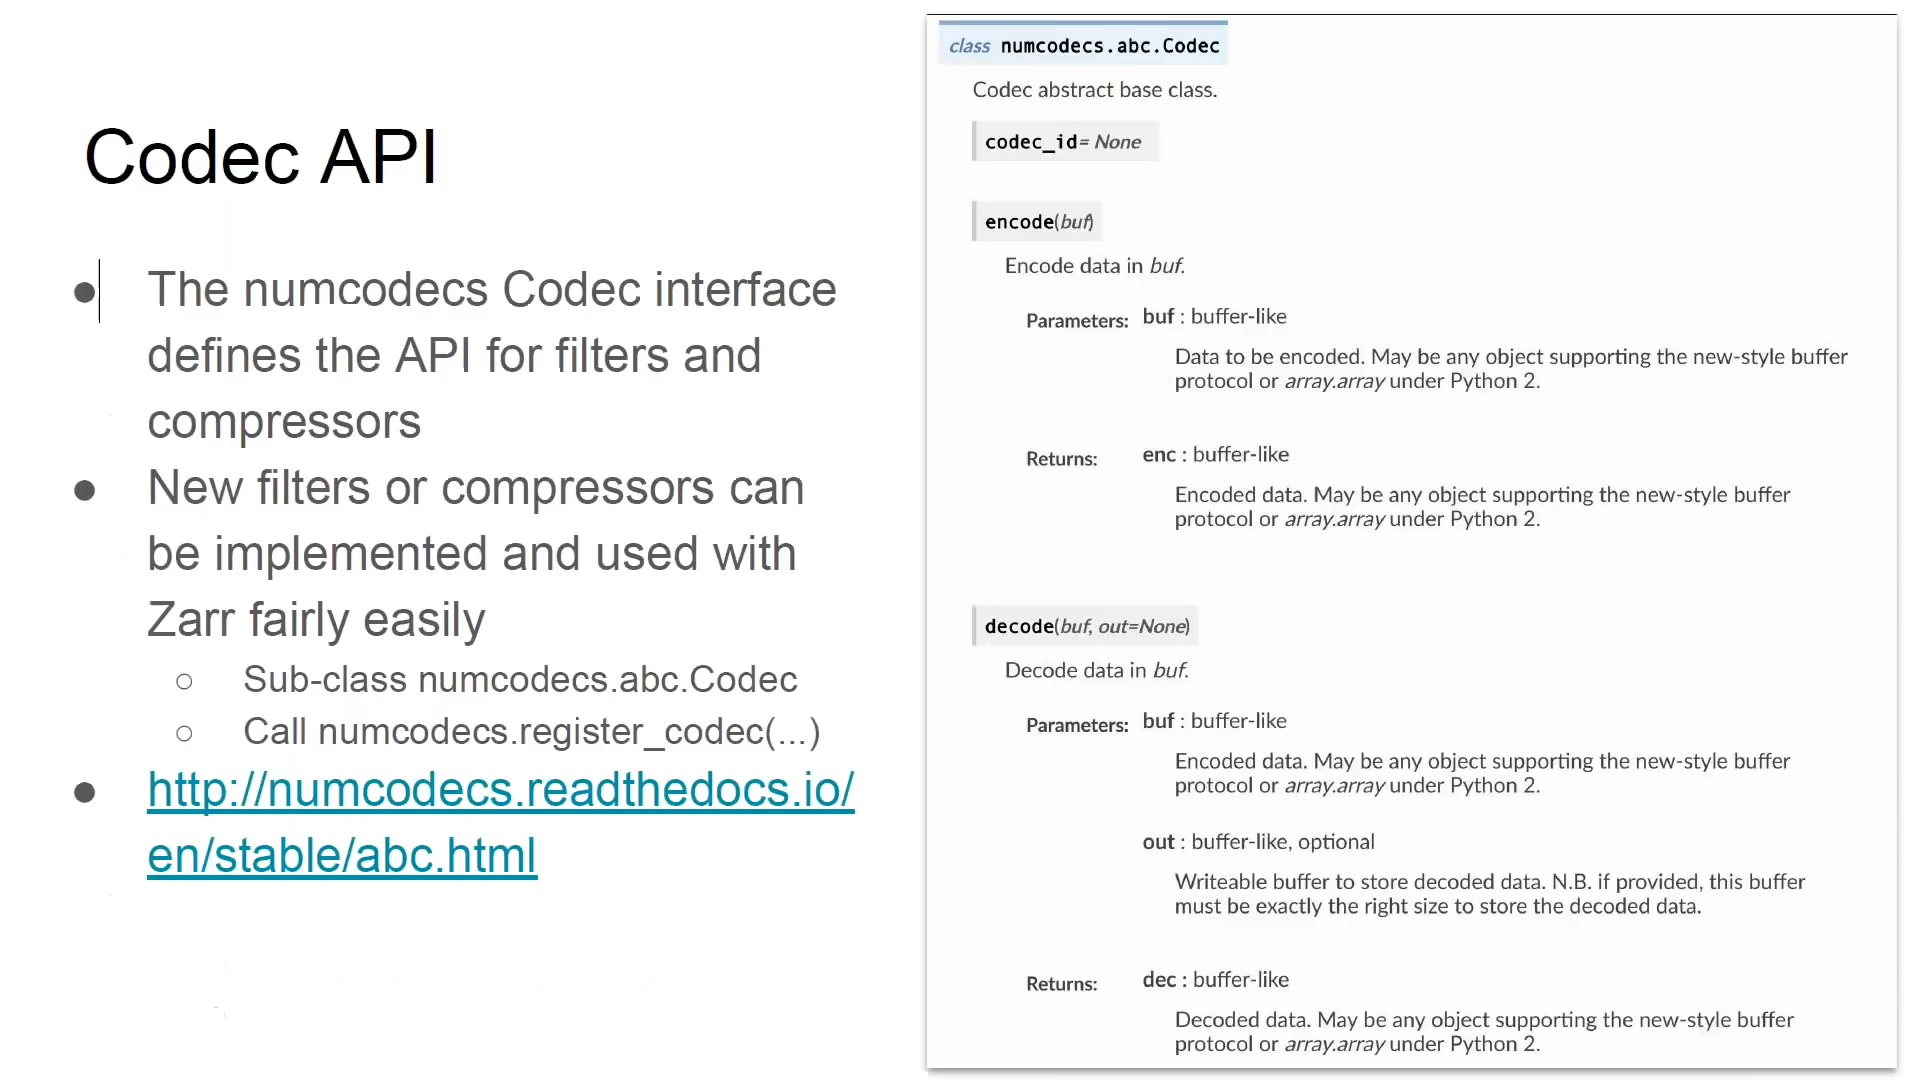 Codec API
● The numcodecs Codec interface
defines the API for filters and
compressors
● New filters or compressors can
be implemented and used with
Zarr fairly easily
○ Sub-class numcodecs.abc.Codec
○ Call numcodecs.register_codec(...)
● http://numcodecs.readthedocs.io/
en/stable/abc.html
class numcodecs.abc.Codec
Codec abstract base class.
codec_id= None
encode(buf)
Encode data in buf.
Parameters: buf : buffer-like
Data to be encoded. May be any object supporting the new-style buffer
protocol or array.array under Python 2.
Returns: enc : buffer-like
Encoded data. May be any object supporting the new-style buffer
protocol or array.array under Python 2.
decode(buf, out=None)
Decode data in buf.
Parameters: buf : buffer-like
Encoded data. May be any object supporting the new-style buffer
protocol or array.array under Python 2.
out : buffer-like, optional
Writeable buffer to store decoded data. N.B. if provided, this buffer
must be exactly the right size to store the decoded data.
Returns: dec : buffer-like
Decoded data. May be any object supporting the new-style buffer
protocol or array.array under Python 2.